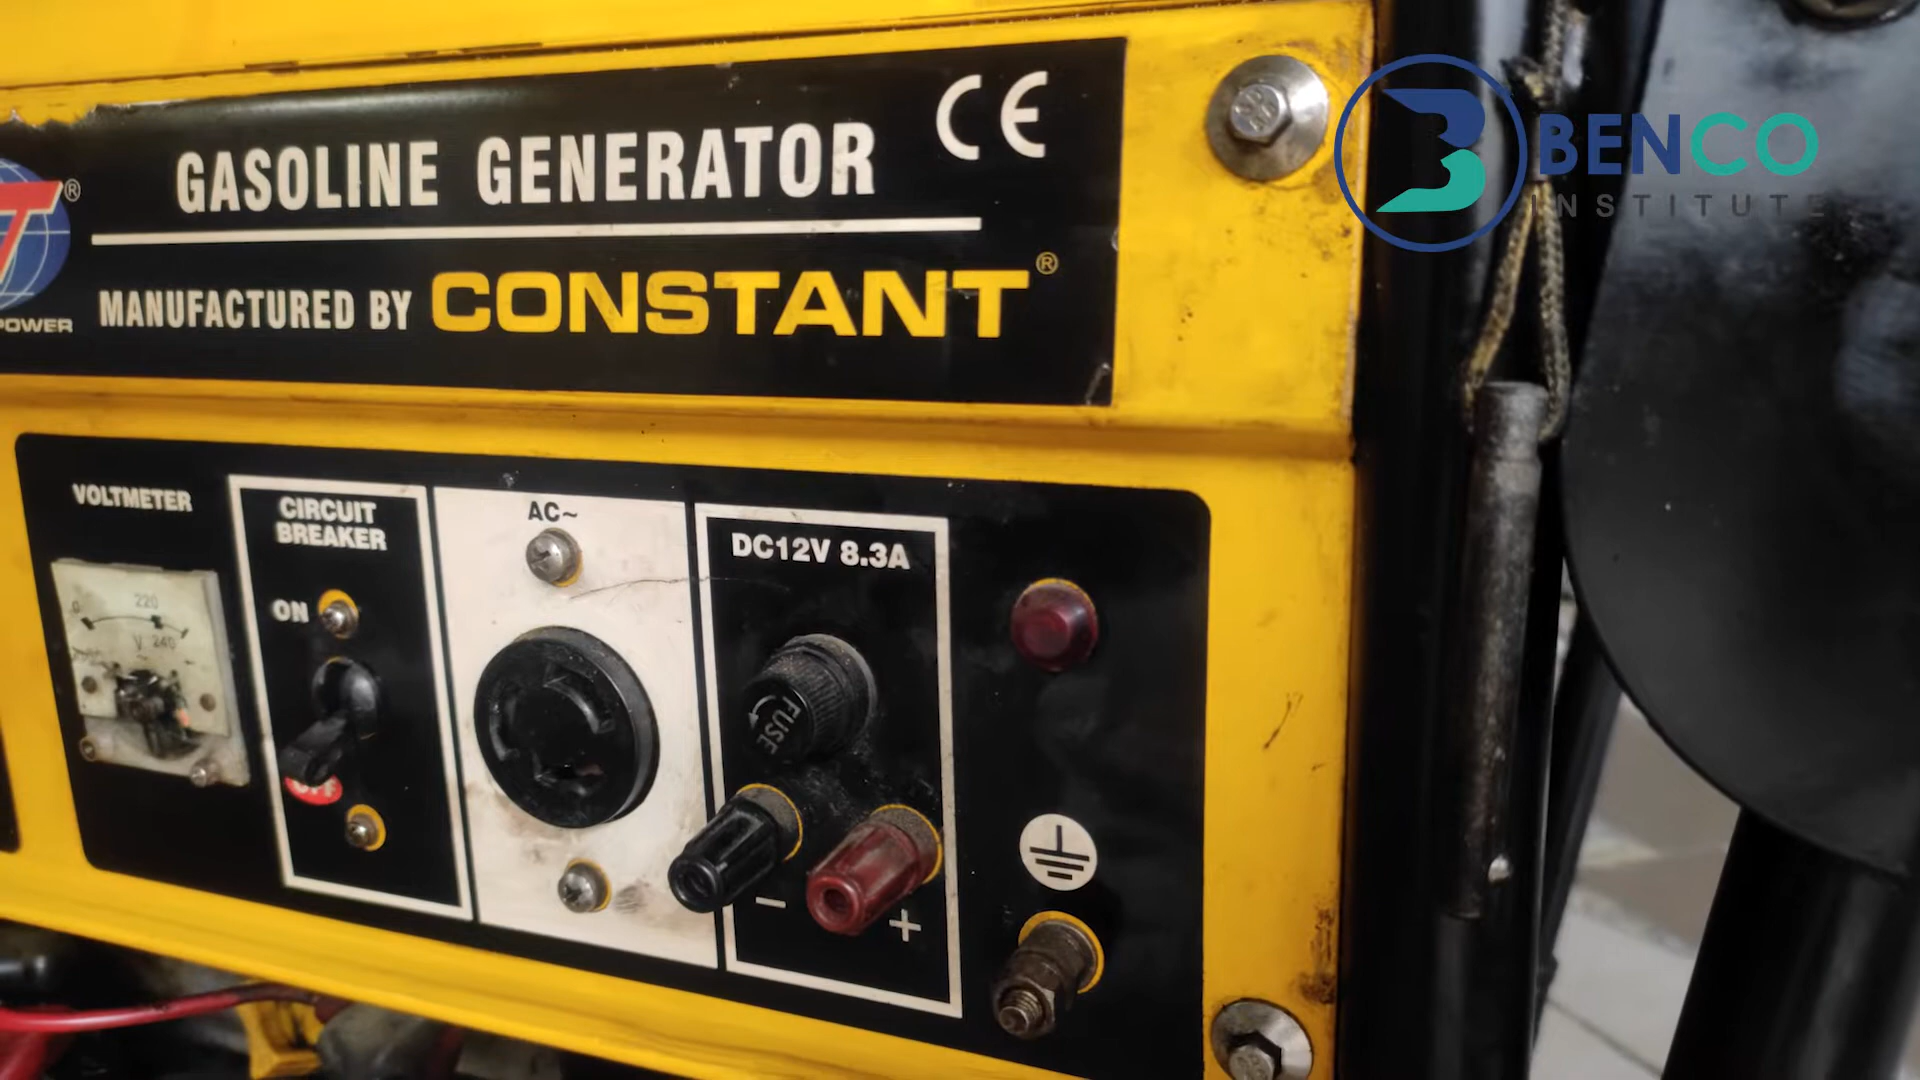 CE
GASOLINE GENERATOR
T®
POWER
MANUFACTURED BY CONSTANT®
BENCO
INSTITUTE
VOLTMETER
0 220 240
V
CIRCUIT
BREAKER
ON
OFF
AC~
DC12V 8.3A
FUSE
- +